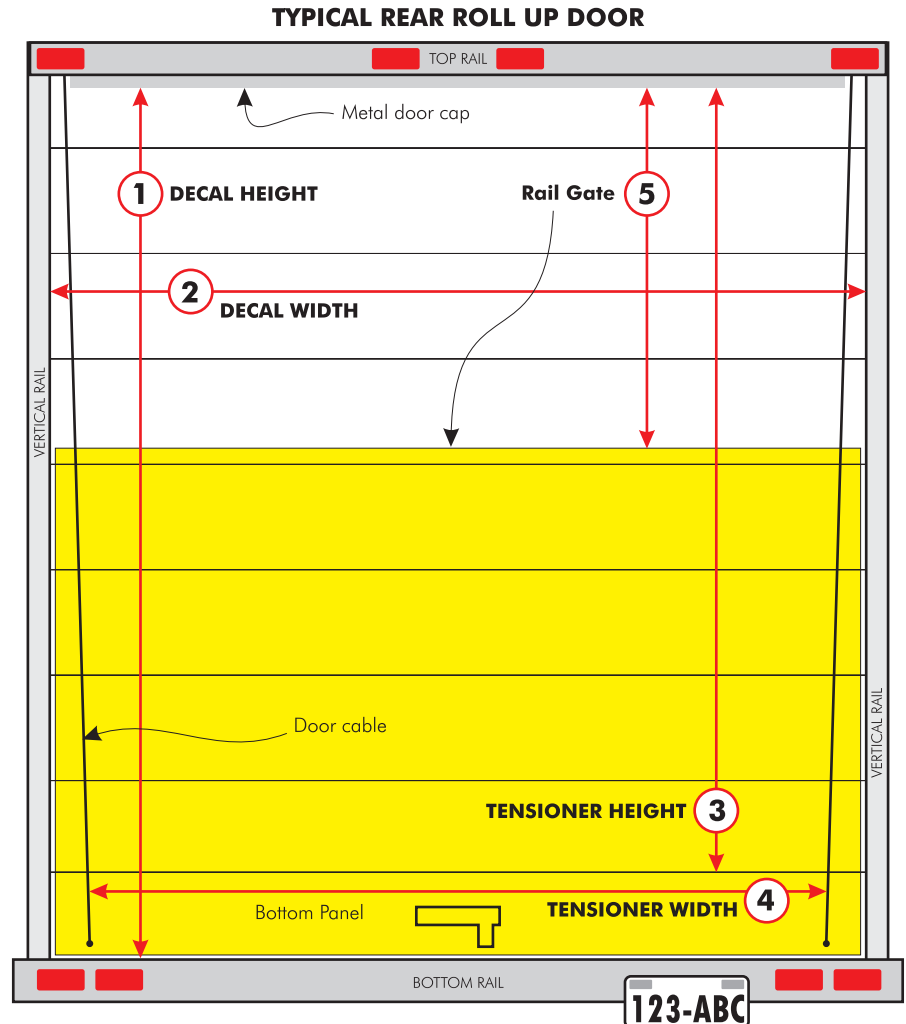 TYPICAL REAR ROLL UP DOOR
TOP RAIL
Metal door cap
1 DECAL HEIGHT
Rail Gate 5
2
DECAL WIDTH
VERTICAL RAIL
VERTICAL RAIL
Door cable
TENSIONER HEIGHT 3
Bottom Panel
TENSIONER WIDTH 4
BOTTOM RAIL
123-ABC